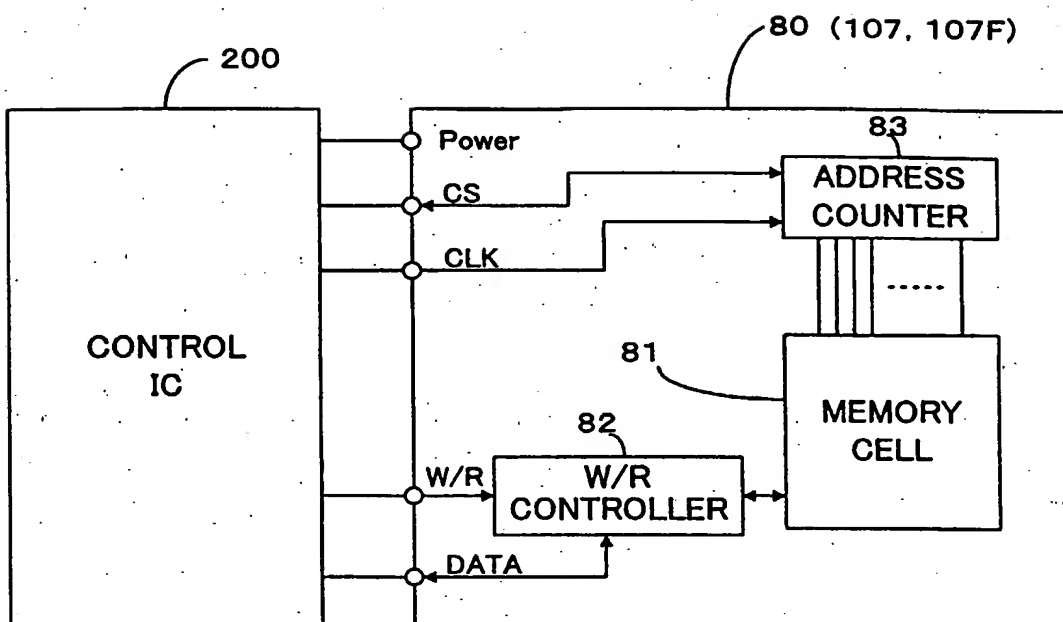 80 (107, 107F)
200
Power
83
ADDRESS
COUNTER
CS
CLK
CONTROL
IC
81
MEMORY
CELL
82
W/R
W/R
CONTROLLER
DATA